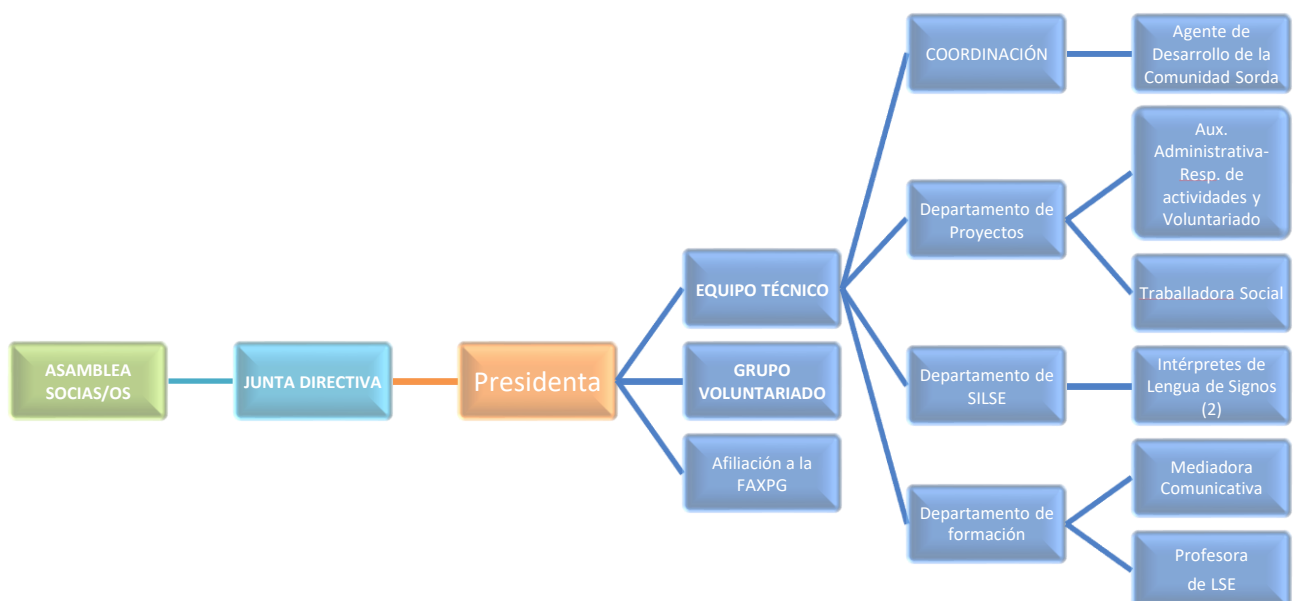 ASAMBLEA
SOCIAS/OS
JUNTA DIRECTIVA
Presidenta
EQUIPO TÉCNICO
GRUPO
VOLUNTARIADO
Afiliación a la
FAXPG
COORDINACIÓN
Agente de
Desarrollo de la
Comunidad Sorda
Departamento de
Proyectos
Aux.
Administrativa-
Resp. de
actividades y
Voluntariado
Traballadora Social
Departamento de
SILSE
Intérpretes de
Lengua de Signos
(2)
Departamento de
formación
Mediadora
Comunicativa
Profesora
de LSE